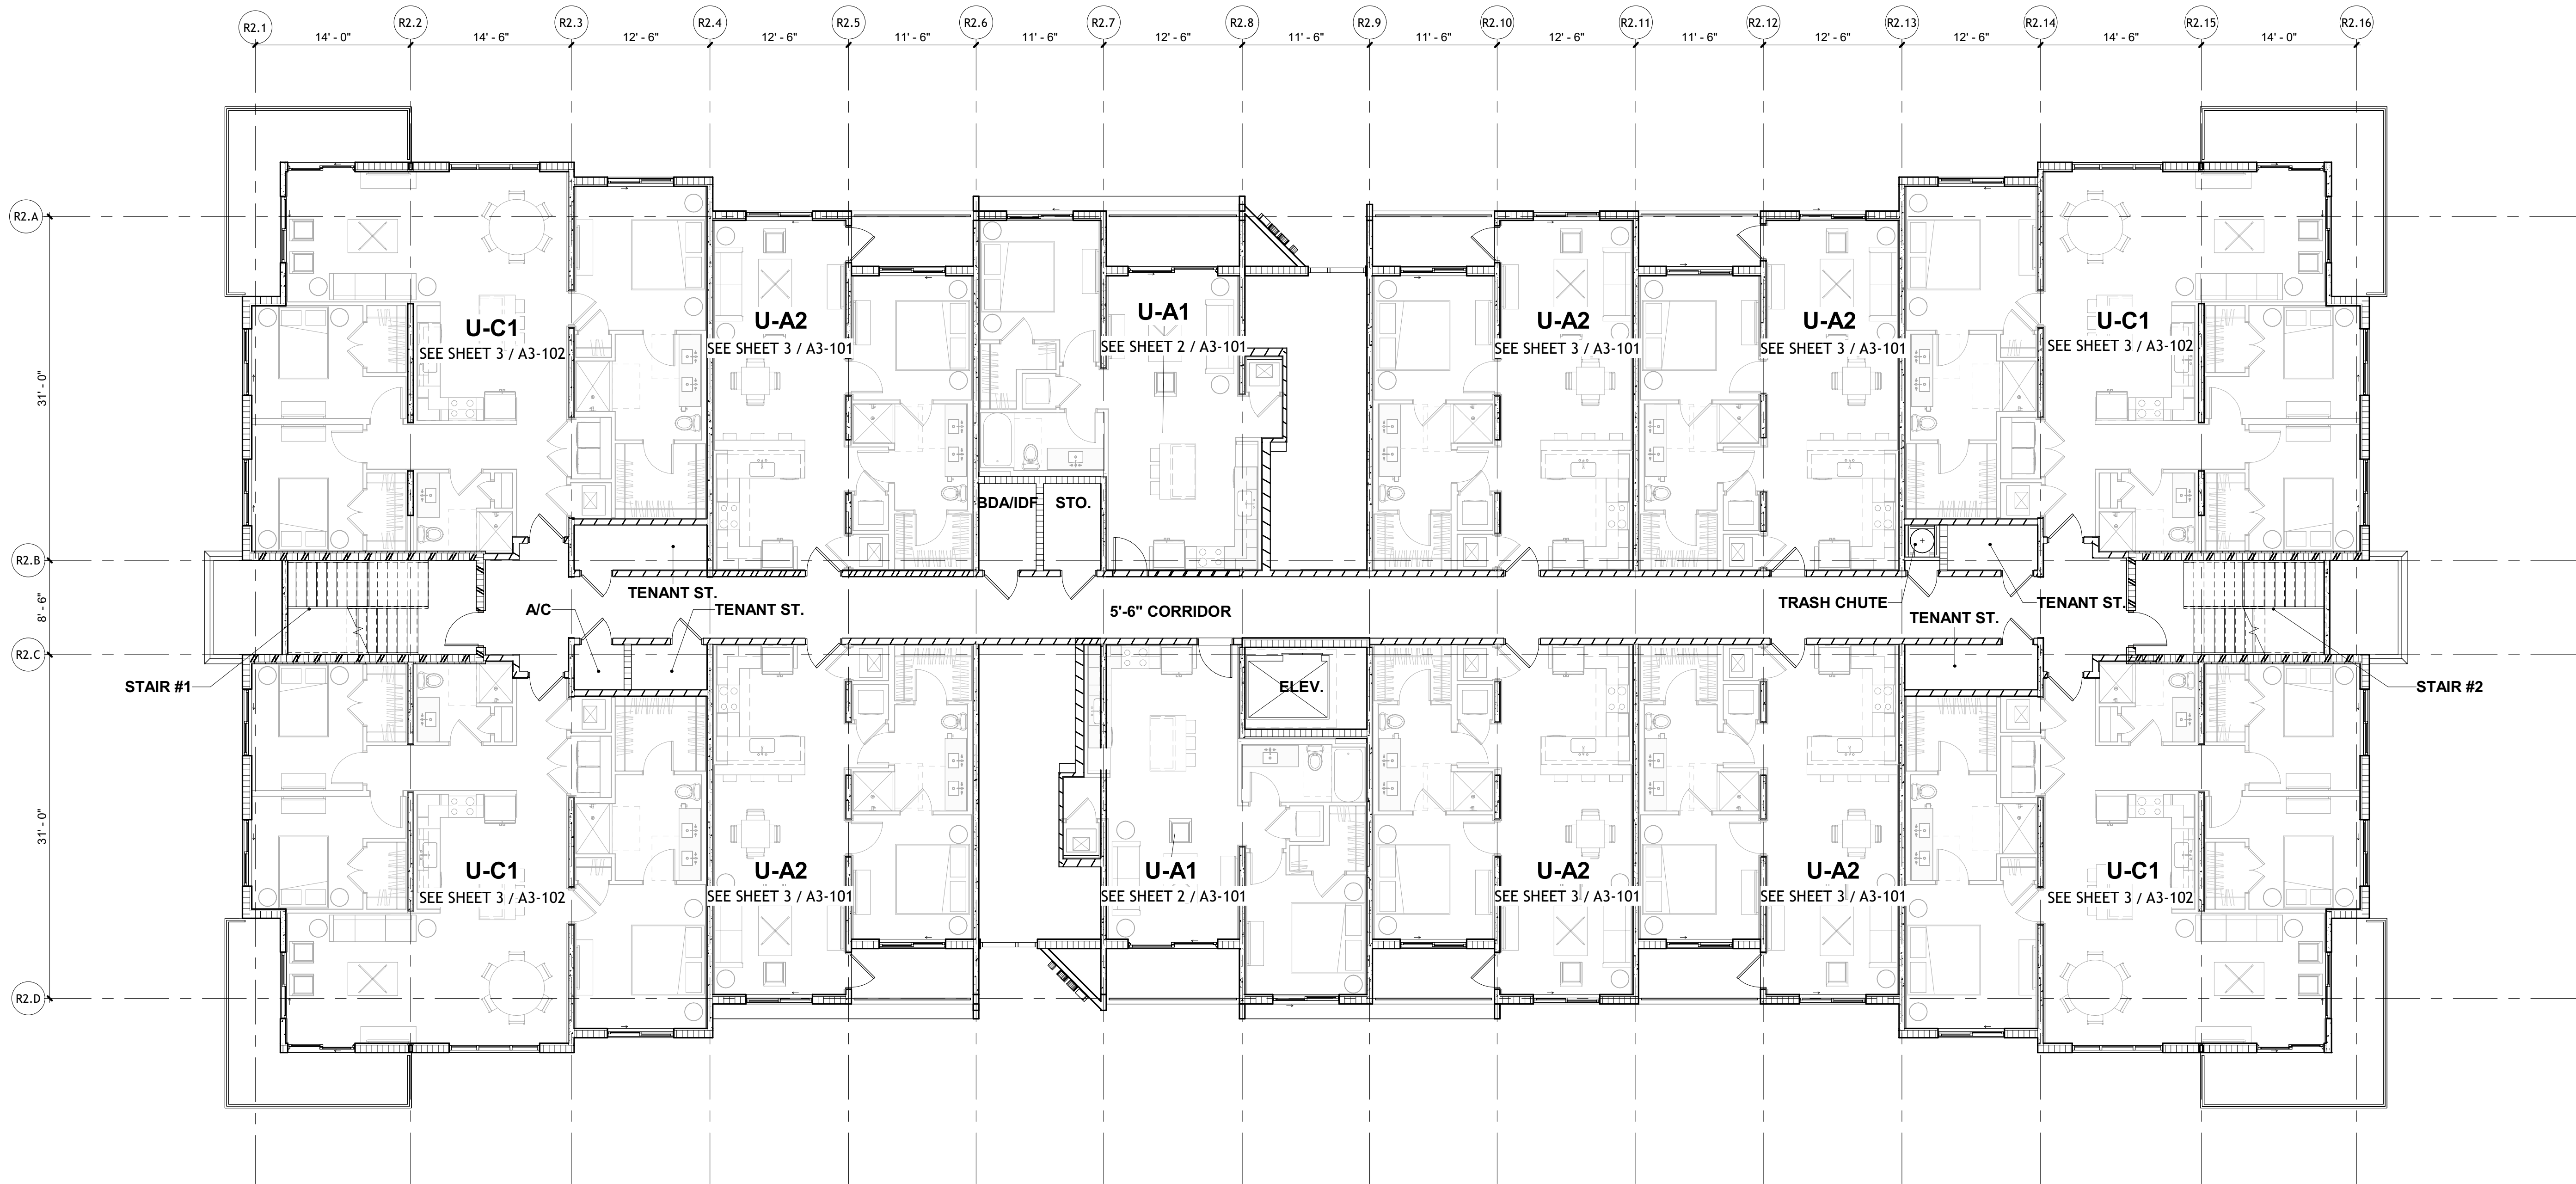 R2.1
R2.2
R2.3
R2.4
R2.5
R2.6
R2.7
R2.8
R2.9
R2.10
R2.11
R2.12
R2.13
R2.14
R2.15
R2.16
14' - 0"
14' - 6"
12' - 6"
12' - 6"
11' - 6"
11' - 6"
12' - 6"
11' - 6"
11' - 6"
12' - 6"
11' - 6"
12' - 6"
12' - 6"
14' - 6"
14' - 0"
R2.A
31' - 0"
R2.B
8' - 6"
R2.C
31' - 0"
R2.D
U-C1
SEE SHEET 3 / A3-102
U-A2
SEE SHEET 3 / A3-101
U-A1
SEE SHEET 2 / A3-101
U-A2
SEE SHEET 3 / A3-101
U-A2
SEE SHEET 3 / A3-101
U-C1
SEE SHEET 3 / A3-102
BDA/IDF
STO.
TENANT ST.
A/C
TENANT ST.
5'-6" CORRIDOR
TRASH CHUTE
TENANT ST.
TENANT ST.
STAIR #1
ELEV.
STAIR #2
U-C1
SEE SHEET 3 / A3-102
U-A2
SEE SHEET 3 / A3-101
U-A1
SEE SHEET 2 / A3-101
U-A2
SEE SHEET 3 / A3-101
U-A2
SEE SHEET 3 / A3-101
U-C1
SEE SHEET 3 / A3-102